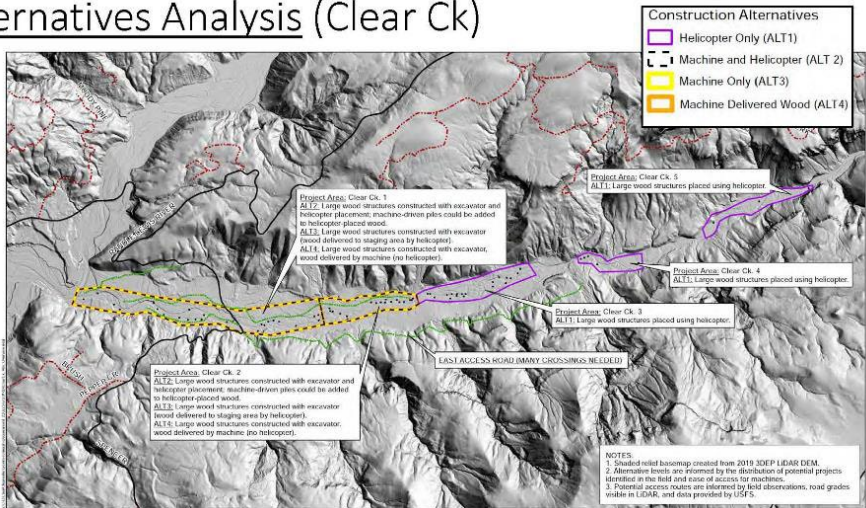 ernatives Analysis (Clear Ck)
Construction Alternatives
Helicopter Only (ALT1)
Machine and Helicopter (ALT 2)
Machine Only (ALT3)
Machine Delivered Wood (ALT4)
Project Area: Clear Ck. 5
ALT1: Large wood structures placed using helicopter.
Project Area: Clear Ck. 1
ALT2: Large wood structures constructed with excavator and
helicopter placement; machine-driven piles could be added
to helicopter-placed wood.
ALT3: Large wood structures constructed with excavator
(wood delivered to staging area by helicopter).
ALT4: Large wood structures constructed with excavator,
wood delivered by machine (no helicopter).
Project Area: Clear Ck. 4
ALT1: Large wood structures placed using helicopter.
Project Area: Clear Ck. 3
ALT1: Large wood structures placed using helicopter.
EAST ACCESS ROAD (MANY CROSSINGS NEEDED)
Project Area: Clear Ck. 2
ALT2: Large wood structures constructed with excavator and
helicopter placement; machine-driven piles could be added
to helicopter-placed wood.
ALT3: Large wood structures constructed with excavator
(wood delivered to staging area by helicopter).
ALT4: Large wood structures constructed with excavator,
wood delivered by machine (no helicopter).
NOTES:
1. Shaded relief basemap created from 2019 3DEP LiDAR DEM.
2. Alternative levels are informed by the distribution of potential projects
identified in the field and ease of access for machines.
3. Potential access routes are informed by field observations, road grades
visible in LiDAR, and data provided by USFS.